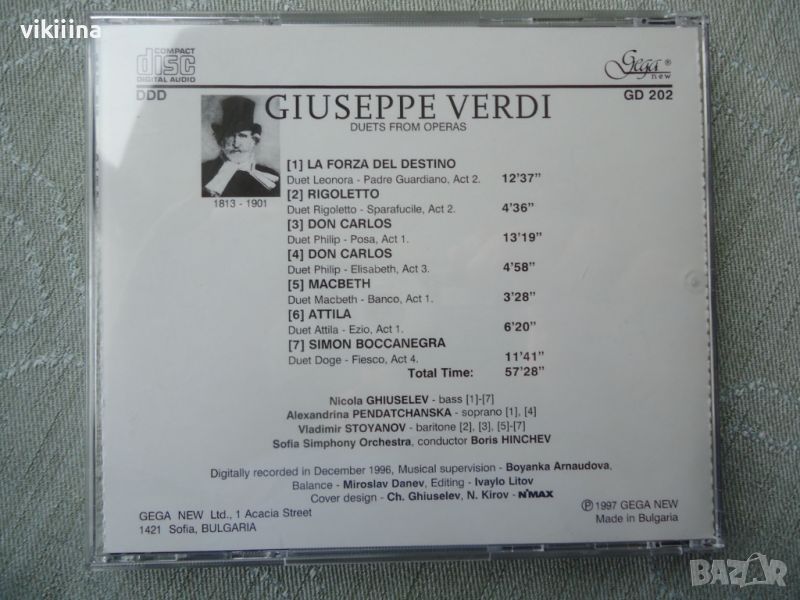 vikiiina
COMPACT
disc
DIGITAL AUDIO
Gega ®
new
DDD
GD 202
GIUSEPPE VERDI
DUETS FROM OPERAS
1813 - 1901
[1] LA FORZA DEL DESTINO
Duet Leonora - Padre Guardiano, Act 2. 12'37"
[2] RIGOLETTO
Duet Rigoletto - Sparafucile, Act 2. 4'36"
[3] DON CARLOS
Duet Philip - Posa, Act 1. 13'19"
[4] DON CARLOS
Duet Philip - Elisabeth, Act 3. 4'58"
[5] MACBETH
Duet Macbeth - Banco, Act 1. 3'28"
[6] ATTILA
Duet Attila - Ezio, Act 1. 6'20"
[7] SIMON BOCCANEGRA
Duet Doge - Fiesco, Act 4. 11'41"
Total Time: 57'28"
Nicola GHIUSELEV - bass [1]-[7]
Alexandrina PENDATCHANSKA - soprano [1], [4]
Vladimir STOYANOV - baritone [2], [3], [5]-[7]
Sofia Simphony Orchestra, conductor Boris HINCHEV
Digitally recorded in December 1996, Musical supervision - Boyanka Arnaudova,
Balance - Miroslav Danev, Editing - Ivaylo Litov
Cover design - Ch. Ghiuselev, N. Kirov - N'MAX
GEGA NEW Ltd., 1 Acacia Street
1421 Sofia, BULGARIA
Ⓟ 1997 GEGA NEW
Made in Bulgaria
BAZAR